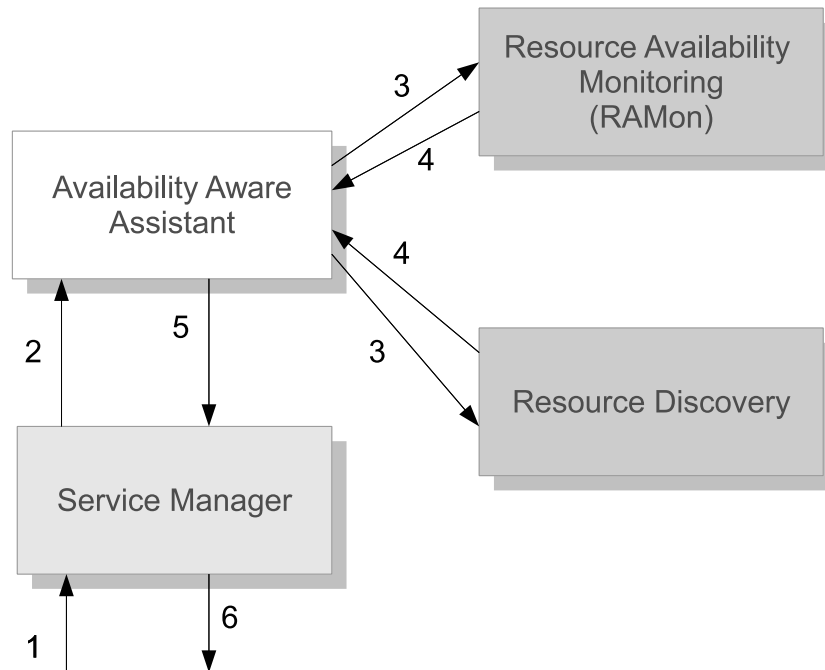 Resource Availability
Monitoring
(RAMon)
3
4
Availability Aware
Assistant
4
3
2
5
Resource Discovery
Service Manager
1
6